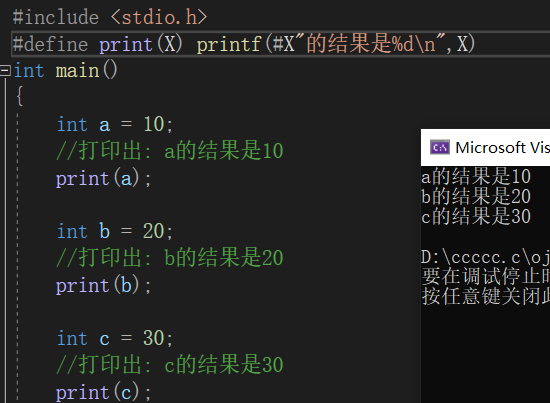 #include <stdio.h>
#define print(X) printf(#X"的结果是%d\n",X)
int main()
{
int a = 10;
//打印出: a的结果是10
print(a);
int b = 20;
//打印出: b的结果是20
print(b);
int c = 30;
//打印出: c的结果是30
print(c);
Microsoft Vis
a的结果是10
b的结果是20
c的结果是30
D:\ccccc.c\oj
要在调试停止时
按任意键关闭此